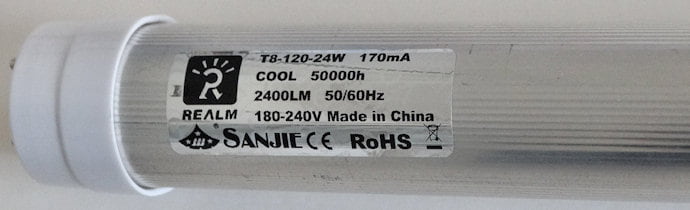 T8-120-24W 170mA
COOL 50000h
2400LM 50/60Hz
REALM 180-240V Made in China
SANJIE CE RoHS